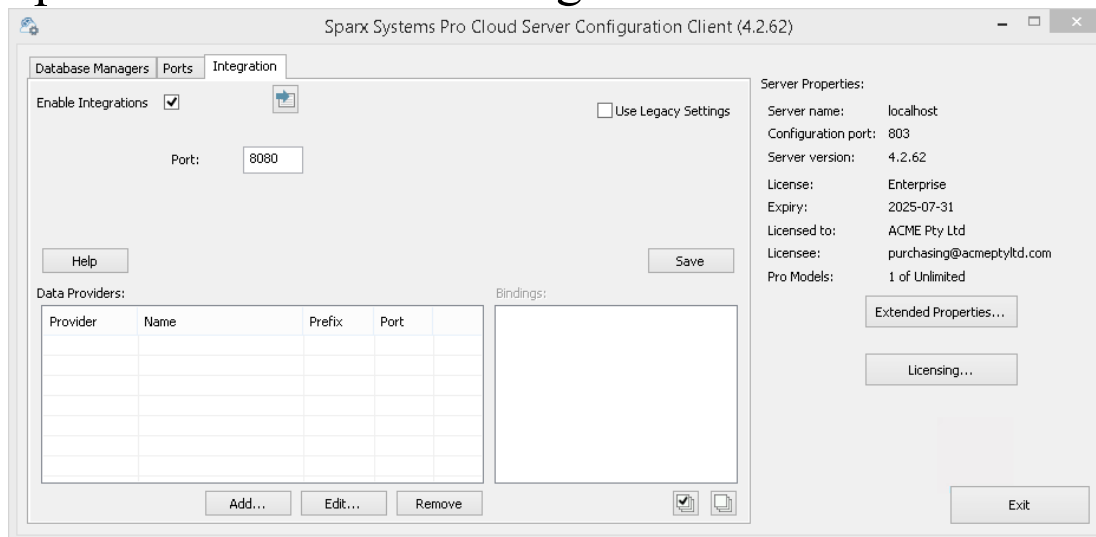 Sparx Systems Pro Cloud Server Configuration Client (4.2.62)
Database Managers Ports Integration
Enable Integrations
Use Legacy Settings
Port: 8080
Help
Save
Data Providers:
Bindings:
Provider Name Prefix Port
Add... Edit... Remove
Server Properties:
Server name: localhost
Configuration port: 803
Server version: 4.2.62
License: Enterprise
Expiry: 2025-07-31
Licensed to: ACME Pty Ltd
Licensee: purchasing@acmeptyltd.com
Pro Models: 1 of Unlimited
Extended Properties...
Licensing...
Exit